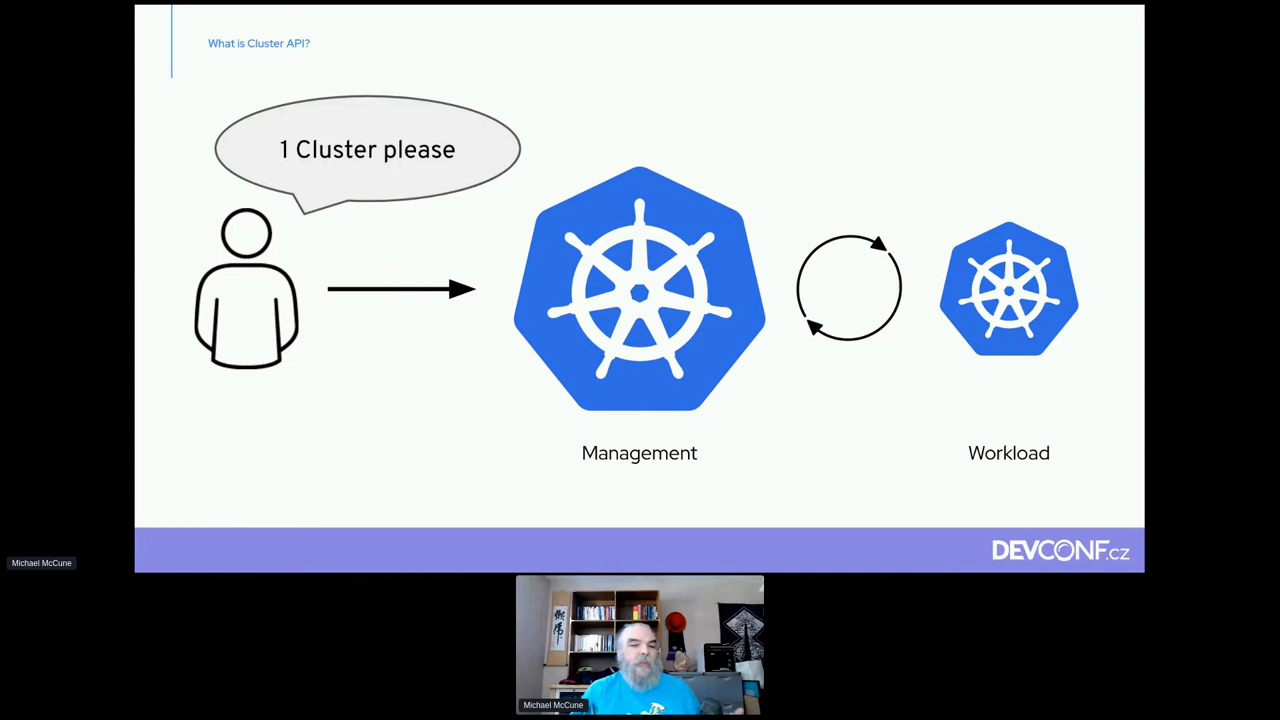 What is Cluster API?
1 Cluster please
Management
Workload
DEVCONF.cz
Michael McCune
Michael McCune